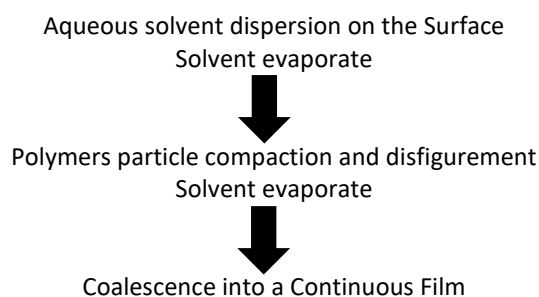 Aqueous solvent dispersion on the Surface
Solvent evaporate
Polymers particle compaction and disfigurement
Solvent evaporate
Coalescence into a Continuous Film